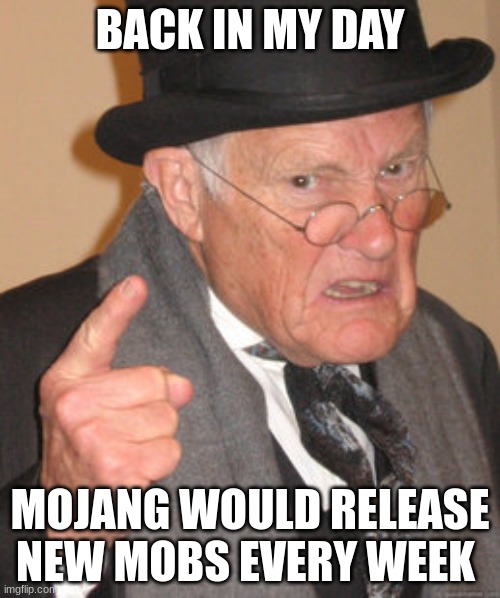 BACK IN MY DAY
MOJANG WOULD RELEASE
NEW MOBS EVERY WEEK
imgflip.com